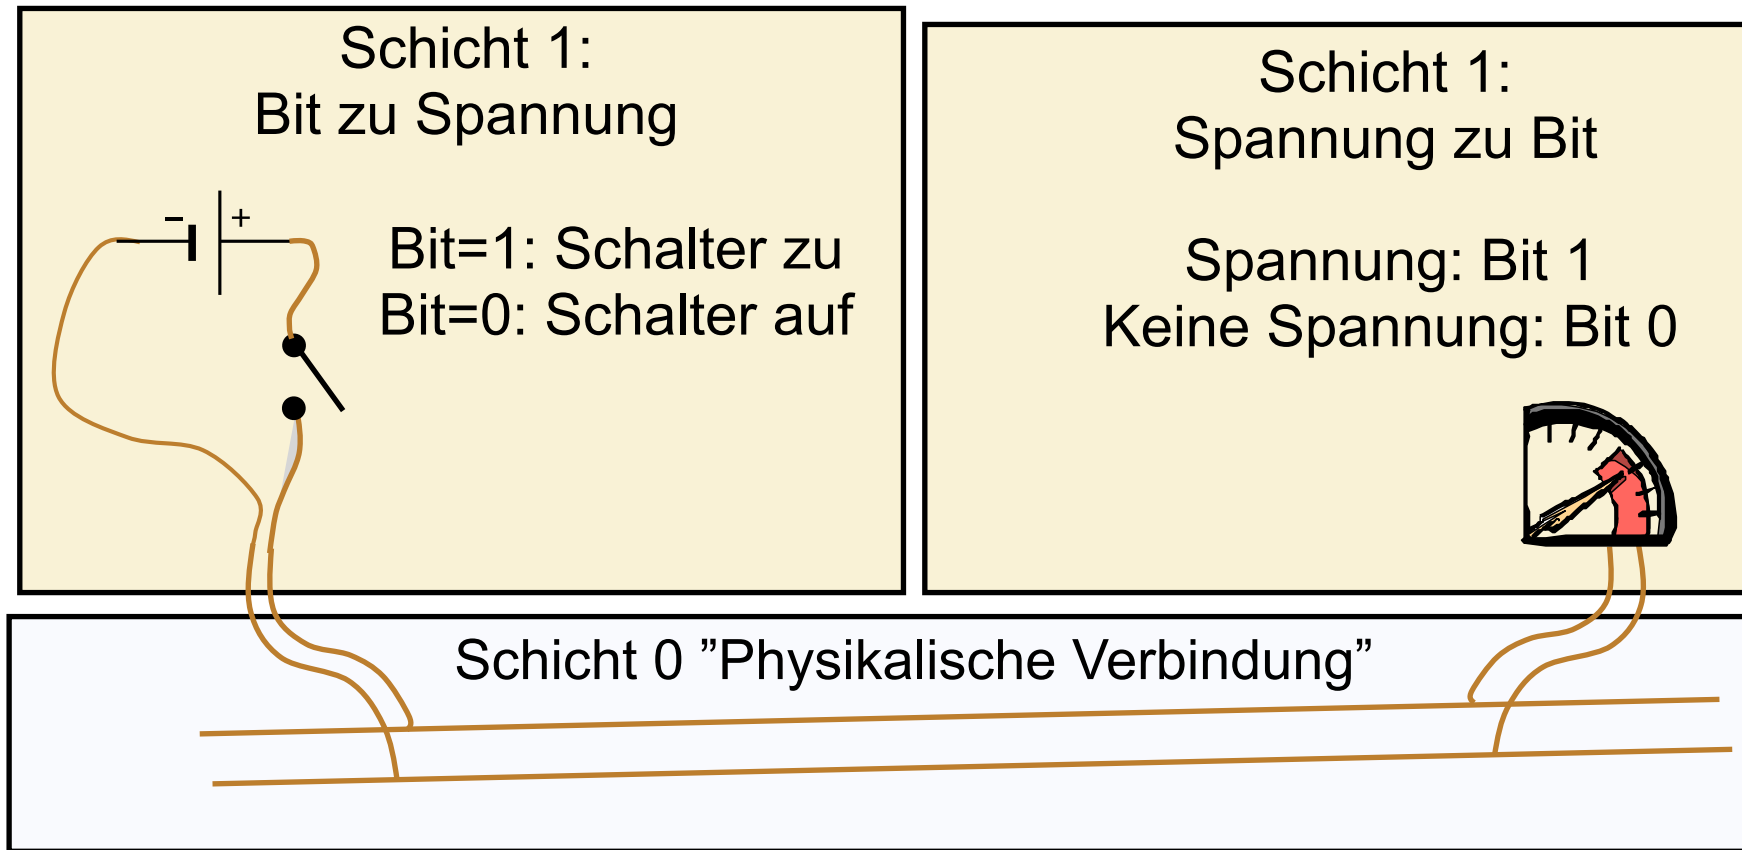 Schicht 1:
Bit zu Spannung
− +
Bit=1: Schalter zu
Bit=0: Schalter auf
Schicht 1:
Spannung zu Bit
Spannung: Bit 1
Keine Spannung: Bit 0
Schicht 0 ”Physikalische Verbindung”